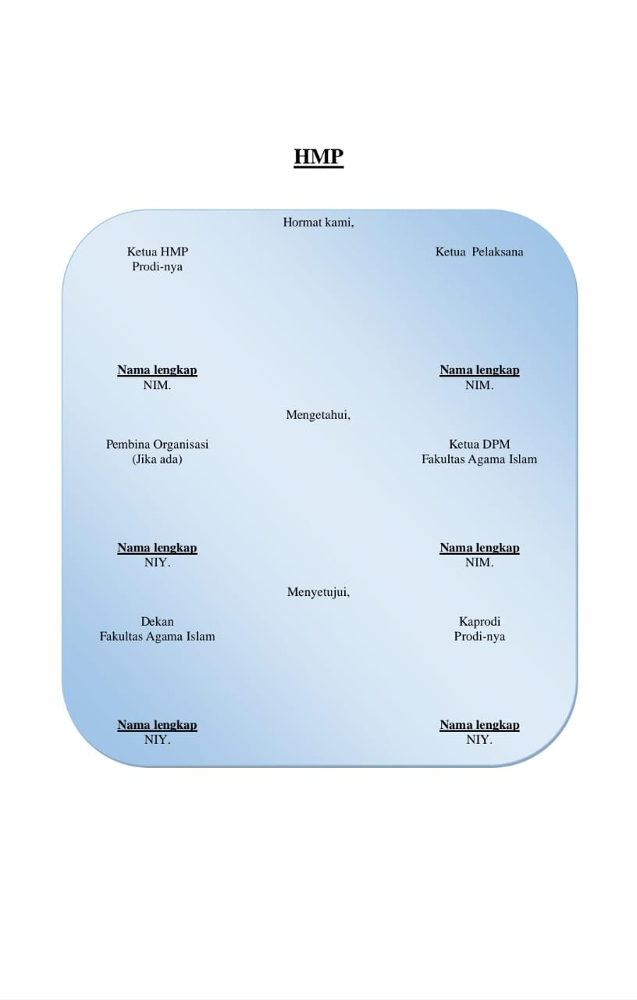 HMP
Hormat kami,
Ketua HMP
Prodi-nya
Ketua Pelaksana
Nama lengkap
NIM.
Nama lengkap
NIM.
Mengetahui,
Pembina Organisasi
(Jika ada)
Ketua DPM
Fakultas Agama Islam
Nama lengkap
NIY.
Nama lengkap
NIM.
Menyetujui,
Dekan
Fakultas Agama Islam
Kaprodi
Prodi-nya
Nama lengkap
NIY.
Nama lengkap
NIY.